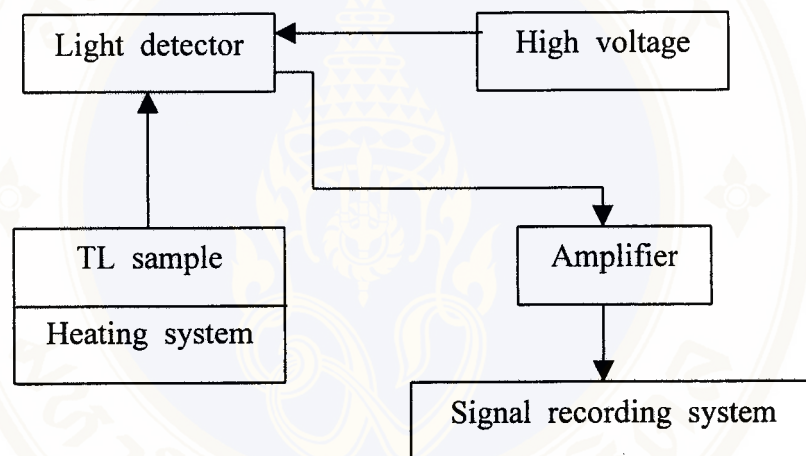 Light detector
High voltage
TL sample
Heating system
Amplifier
Signal recording system